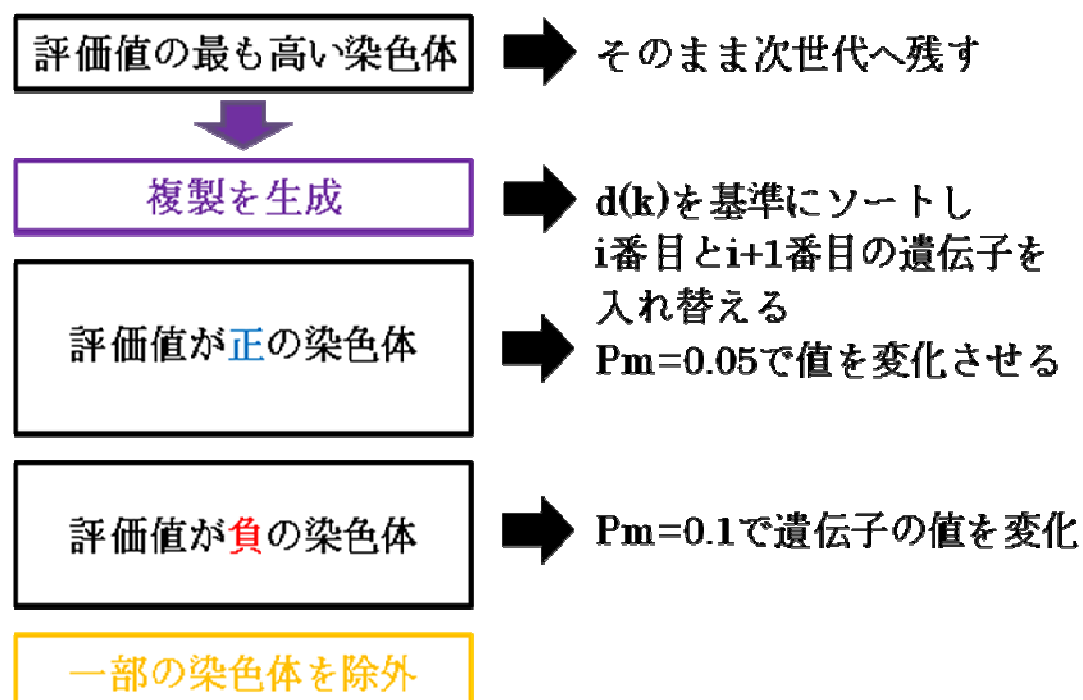 評価値の最も高い染色体
そのまま次世代へ残す
複製を生成
d(k)を基準にソートし
i番目とi+1番目の遺伝子を
入れ替える
評価値が正の染色体
Pm=0.05で値を変化させる
評価値が負の染色体
Pm=0.1で遺伝子の値を変化
一部の染色体を除外